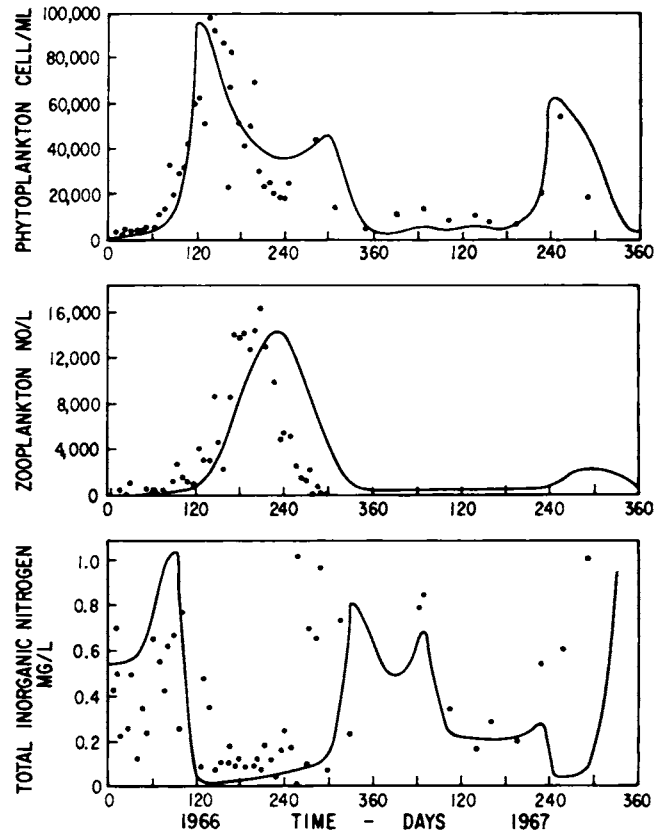 PHYTOPLANKTON CELL/ML
100,000
80,000
60,000
40,000
20,000
0
0 120 240 360 120 240 360
ZOOPLANKTON NO/L
16,000
12,000
8,000
4,000
0
0 120 240 360 120 240 360
TOTAL INORGANIC NITROGEN
MG/L
1.0
0.8
0.6
0.4
0.2
0
0 120 240 360 120 240 360
1966 TIME - DAYS 1967